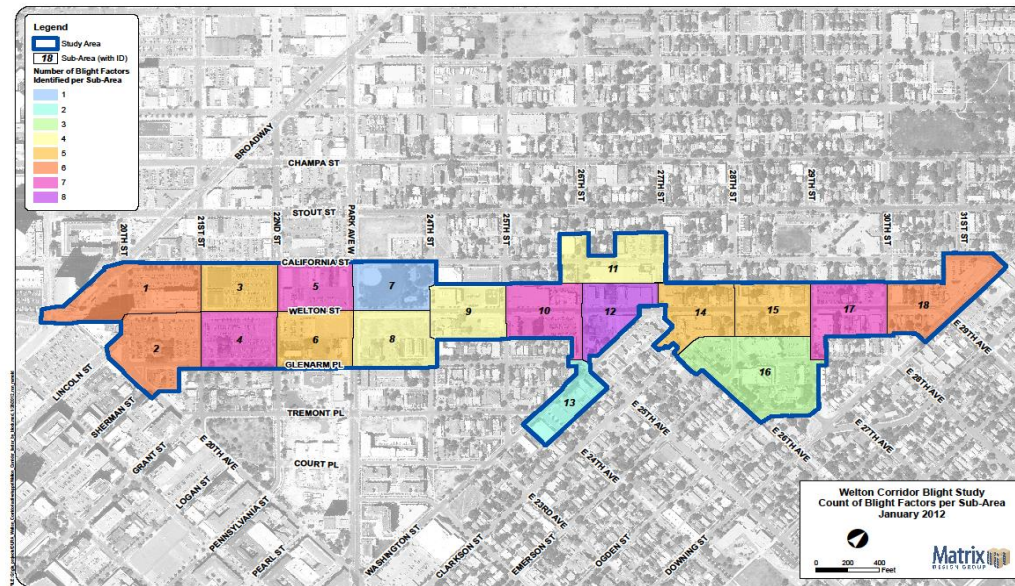 Legend
Study Area
18 Sub-Area (with ID)
Number of Blight Factors
Identified per Sub-Area
1
2
3
4
5
6
7
8
BROADWAY
CHAMPA ST
STOUT ST
20TH ST
21ST ST
22ND ST
PARK AVE W
24TH ST
25TH ST
26TH ST
27TH ST
28TH ST
29TH ST
30TH ST
31ST ST
CALIFORNIA ST
WELTON ST
GLENARM PL
TREMONT PL
COURT PL
1
2
3
4
5
6
7
8
9
10
11
12
13
14
15
16
17
18
LINCOLN ST
SHERMAN ST
GRANT ST
LOGAN ST
PENNSYLVANIA ST
PEARL ST
E 20TH AVE
WASHINGTON ST
CLARKSON ST
EMERSON ST
OGDEN ST
DOWNING ST
E 23RD AVE
E 24TH AVE
E 25TH AVE
E 26TH AVE
E 27TH AVE
E 28TH AVE
E 29TH AVE
Welton Corridor Blight Study
Count of Blight Factors per Sub-Area
January 2012
0 200 400
Feet
Matrix
DESIGN GROUP